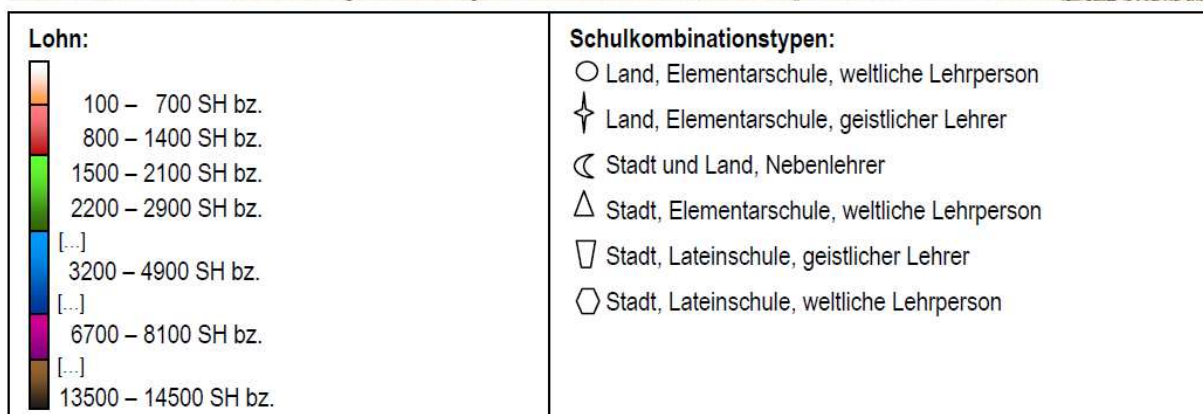 Lohn:
100 – 700 SH bz.
800 – 1400 SH bz.
1500 – 2100 SH bz.
2200 – 2900 SH bz.
[...]
3200 – 4900 SH bz.
[...]
6700 – 8100 SH bz.
[...]
13500 – 14500 SH bz.
Schulkombinationstypen:
Land, Elementarschule, weltliche Lehrperson
Land, Elementarschule, geistlicher Lehrer
Stadt und Land, Nebenlehrer
Stadt, Elementarschule, weltliche Lehrperson
Stadt, Lateinschule, geistlicher Lehrer
Stadt, Lateinschule, weltliche Lehrperson